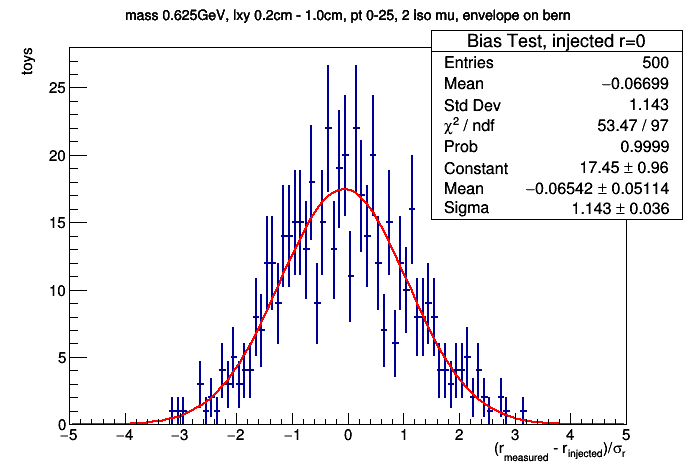 mass 0.625GeV, lxy 0.2cm - 1.0cm, pt 0-25, 2 iso mu, envelope on bern
Bias Test, injected r=0
Entries 500
Mean −0.06699
Std Dev 1.143
χ² / ndf 53.47 / 97
Prob 0.9999
Constant 17.45 ± 0.96
Mean −0.06542 ± 0.05114
Sigma 1.143 ± 0.036
toys
25
20
15
10
5
0
−5 −4 −3 −2 −1 0 1 2 3 4 5
(r_measured - r_injected)/σ_r